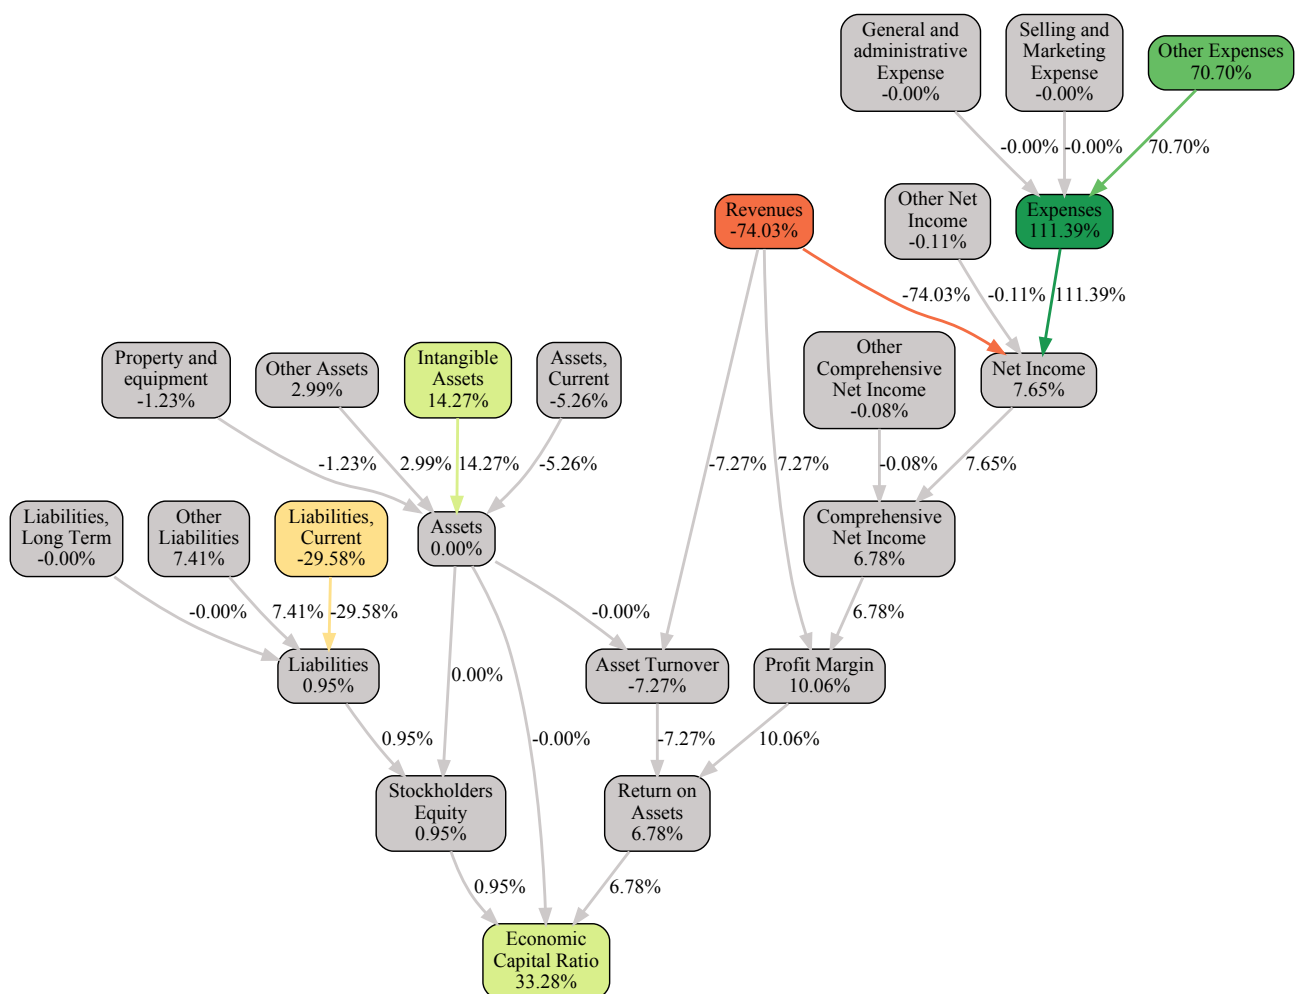 General and
administrative
Expense
-0.00%
Selling and
Marketing
Expense
-0.00%
Other Expenses
70.70%
-0.00%
-0.00%
70.70%
Revenues
-74.03%
Other Net
Income
-0.11%
Expenses
111.39%
-74.03%
-0.11%
111.39%
Property and
equipment
-1.23%
Other Assets
2.99%
Intangible
Assets
14.27%
Assets,
Current
-5.26%
Other
Comprehensive
Net Income
-0.08%
Net Income
7.65%
-1.23%
2.99%
14.27%
-5.26%
-7.27%
7.27%
-0.08%
7.65%
Liabilities,
Long Term
-0.00%
Other
Liabilities
7.41%
Liabilities,
Current
-29.58%
Assets
0.00%
Comprehensive
Net Income
6.78%
-0.00%
7.41%
-29.58%
-0.00%
6.78%
Liabilities
0.95%
Asset Turnover
-7.27%
Profit Margin
10.06%
0.95%
0.00%
-0.00%
-7.27%
10.06%
Stockholders
Equity
0.95%
Return on
Assets
6.78%
0.95%
6.78%
Economic
Capital Ratio
33.28%